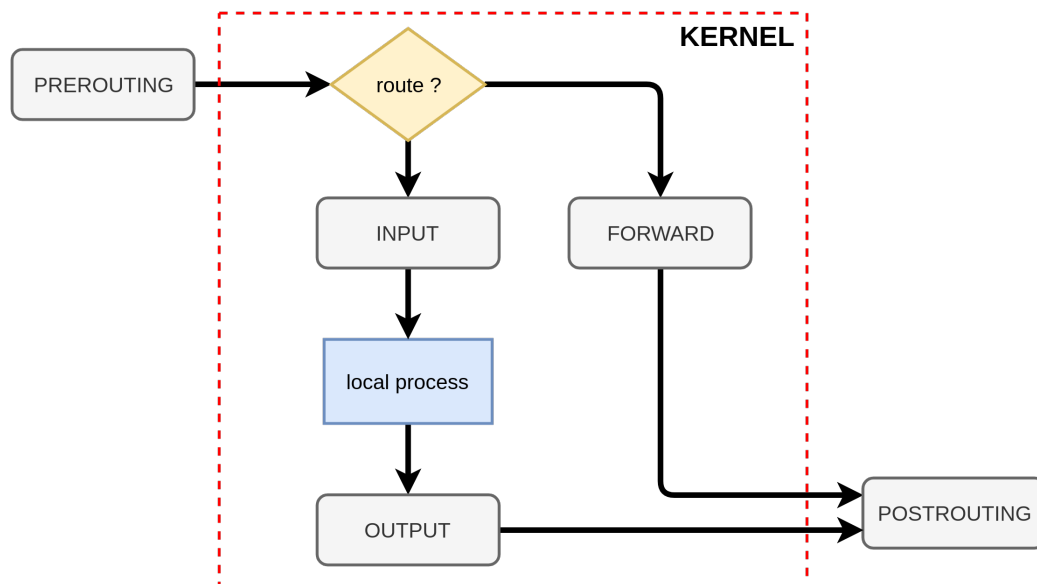 KERNEL
PREROUTING
route ?
INPUT
FORWARD
local process
OUTPUT
POSTROUTING